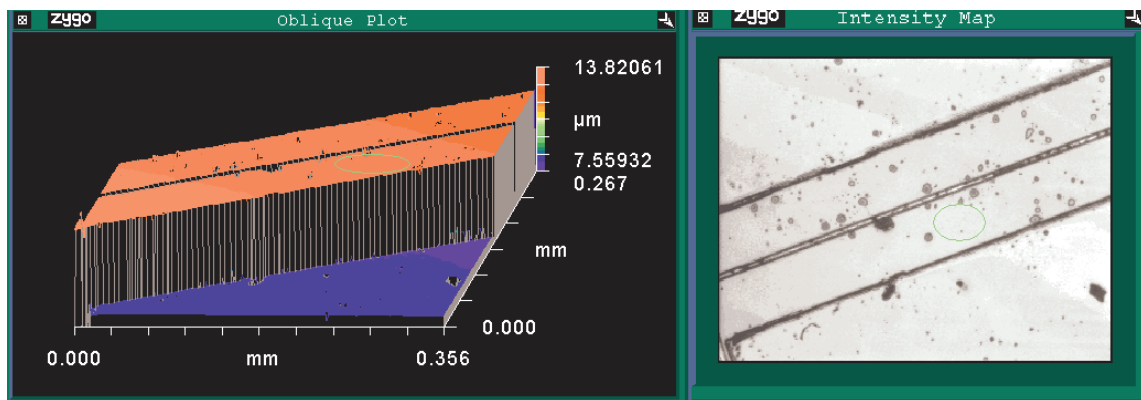 zygo Oblique Plot
13.82061
µm
7.55932
0.267
mm
0.000
0.000 mm 0.356
zygo Intensity Map